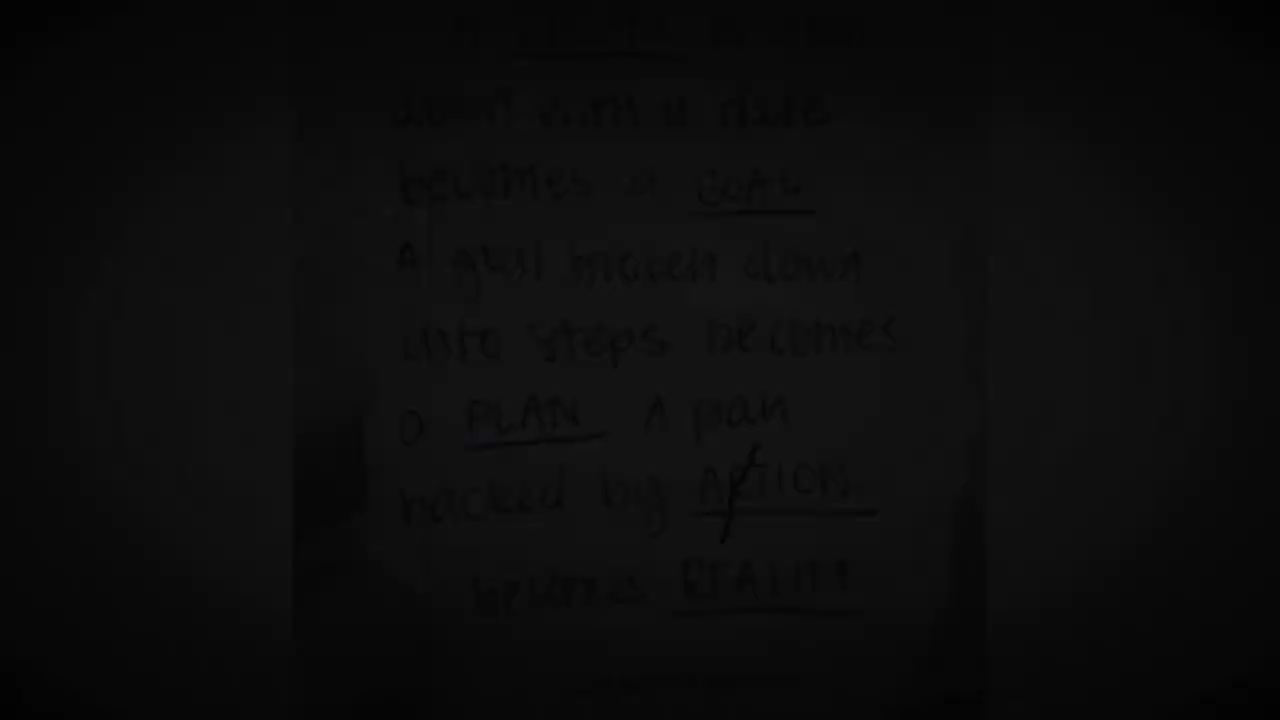 down with a date
becomes a GOAL
A goal broken down
into steps becomes
a PLAN A plan
backed by ACTION
becomes REALITY